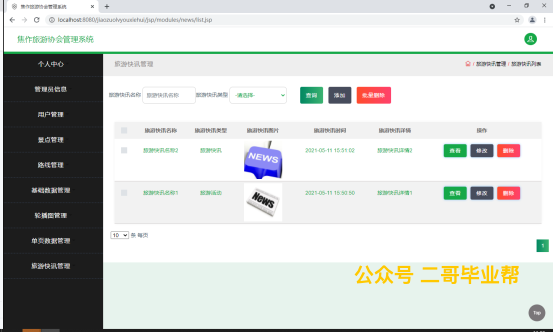 焦作旅游协会管理系统
localhost:8080/jiaozuolvyouxiehui/jsp/modules/news/list.jsp
焦作旅游协会管理系统
个人中心
管理员信息
用户管理
景点管理
路线管理
基础数据管理
轮播图管理
单页数据管理
旅游快讯管理
旅游快讯管理
/ 旅游快讯管理 / 旅游快讯列表
旅游快讯名称 旅游快讯名称 旅游快讯类型 -请选择- 查询 添加 批量删除
旅游快讯名称 旅游快讯类型 旅游快讯图片 旅游快讯时间 旅游快讯详情 操作
旅游快讯名称2 旅游快讯 NEWS 2021-05-11 15:51:02 旅游快讯详情2 查看 修改 删除
旅游快讯名称1 旅游活动 News 2021-05-11 15:50:50 旅游快讯详情1 查看 修改 删除
10 条 每页
1
公众号 二哥毕业帮
Top